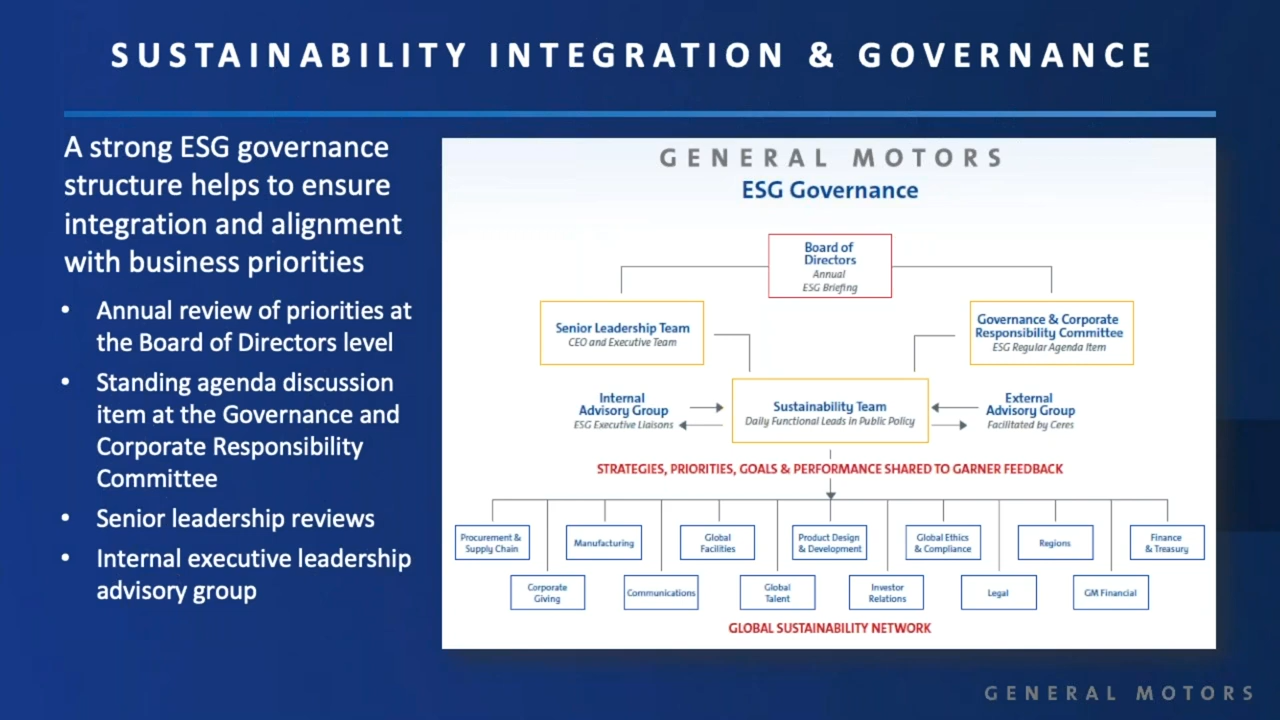 SUSTAINABILITY INTEGRATION & GOVERNANCE
A strong ESG governance
structure helps to ensure
integration and alignment
with business priorities
• Annual review of priorities at
the Board of Directors level
• Standing agenda discussion
item at the Governance and
Corporate Responsibility
Committee
• Senior leadership reviews
• Internal executive leadership
advisory group
GENERAL MOTORS
ESG Governance
Board of
Directors
Annual
ESG Briefing
Senior Leadership Team
CEO and Executive Team
Governance & Corporate
Responsibility Committee
ESG Regular Agenda Item
Internal
Advisory Group
ESG Executive Liaisons
Sustainability Team
Daily Functional Leads in Public Policy
External
Advisory Group
Facilitated by Ceres
STRATEGIES, PRIORITIES, GOALS & PERFORMANCE SHARED TO GARNER FEEDBACK
Procurement &
Supply Chain
Manufacturing
Global
Facilities
Product Design
& Development
Global Ethics
& Compliance
Regions
Finance
& Treasury
Corporate
Giving
Communications
Global
Talent
Investor
Relations
Legal
GM Financial
GLOBAL SUSTAINABILITY NETWORK
GENERAL MOTORS